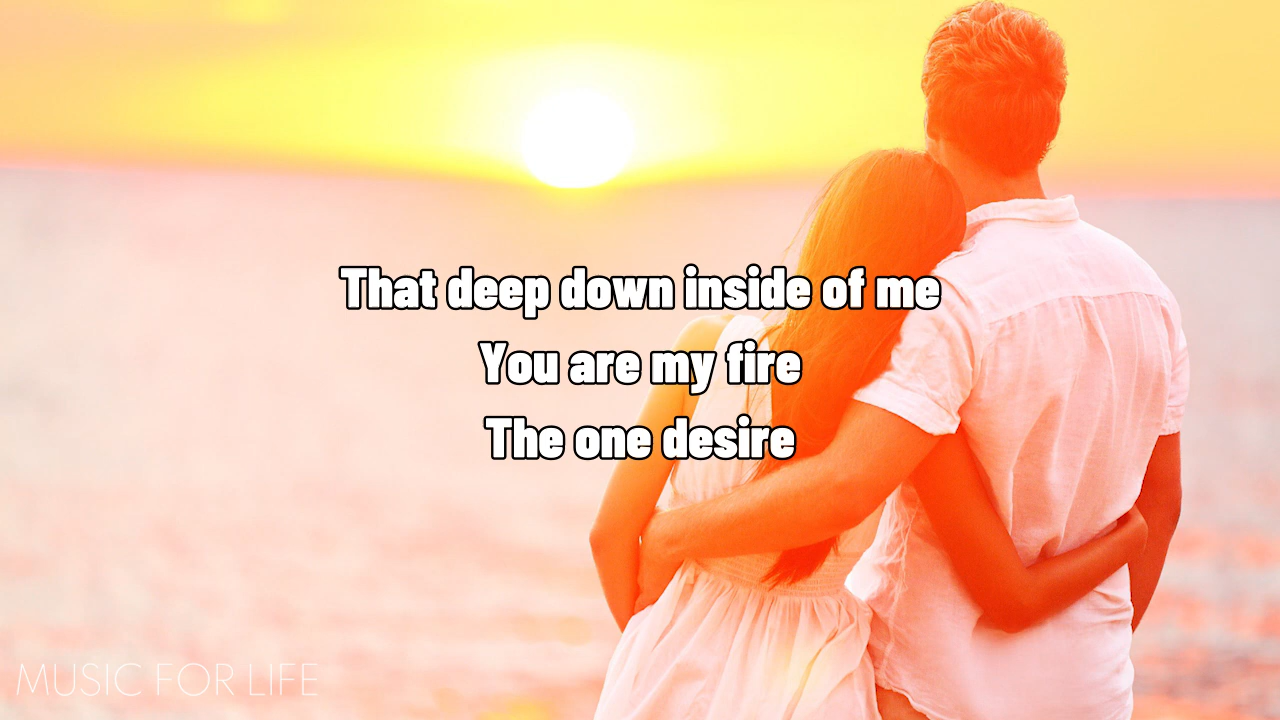 That deep down inside of me
You are my fire
The one desire
MUSIC FOR LIFE